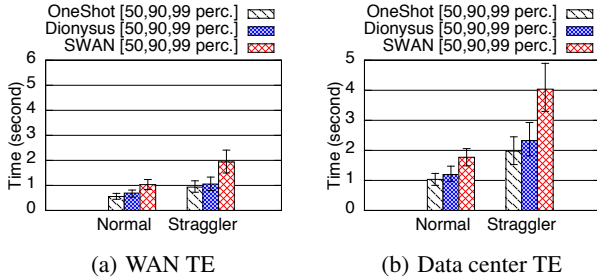 OneShot [50,90,99 perc.]
Dionysus [50,90,99 perc.]
SWAN [50,90,99 perc.]
6
5
4
3
2
1
0
Time (second)
Normal Straggler
(a) WAN TE
OneShot [50,90,99 perc.]
Dionysus [50,90,99 perc.]
SWAN [50,90,99 perc.]
5
4
3
2
1
0
Time (second)
Normal Straggler
(b) Data center TE